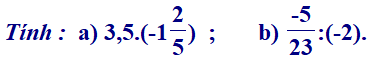 Tính : a) 3,5.(-1 2/5) ; b) -5/23:(-2).